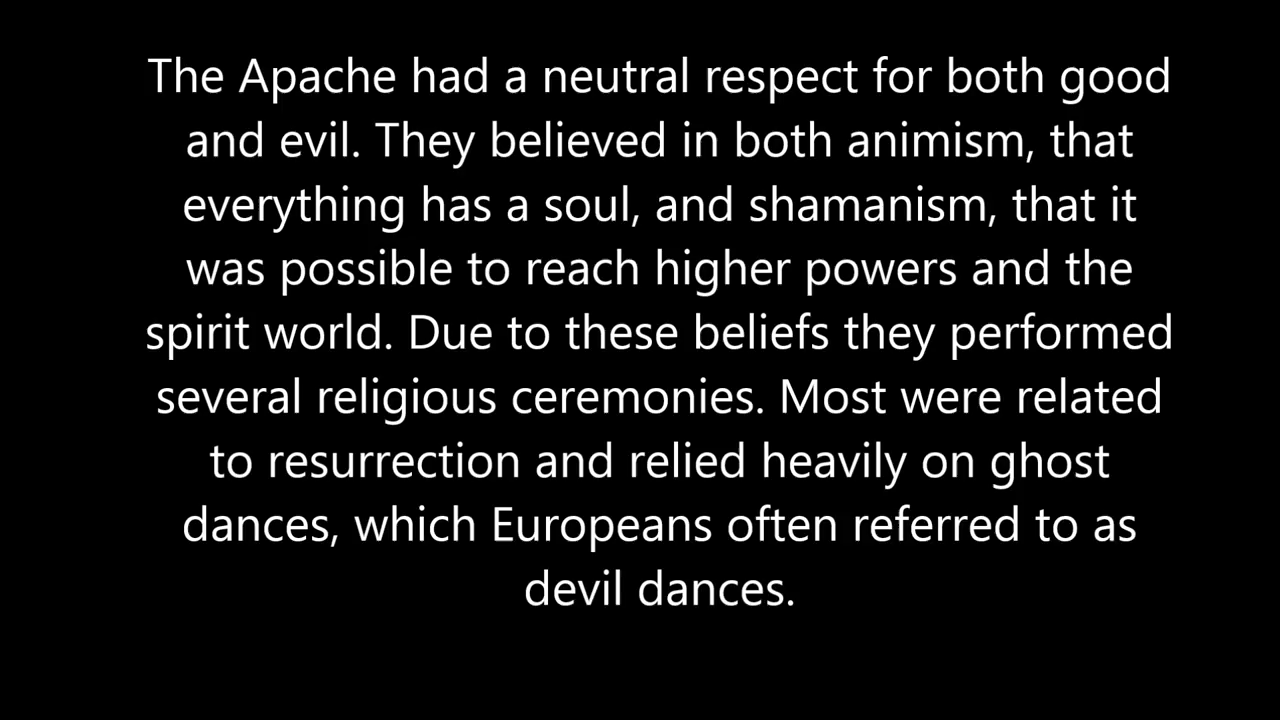 The Apache had a neutral respect for both good
and evil. They believed in both animism, that
everything has a soul, and shamanism, that it
was possible to reach higher powers and the
spirit world. Due to these beliefs they performed
several religious ceremonies. Most were related
to resurrection and relied heavily on ghost
dances, which Europeans often referred to as
devil dances.